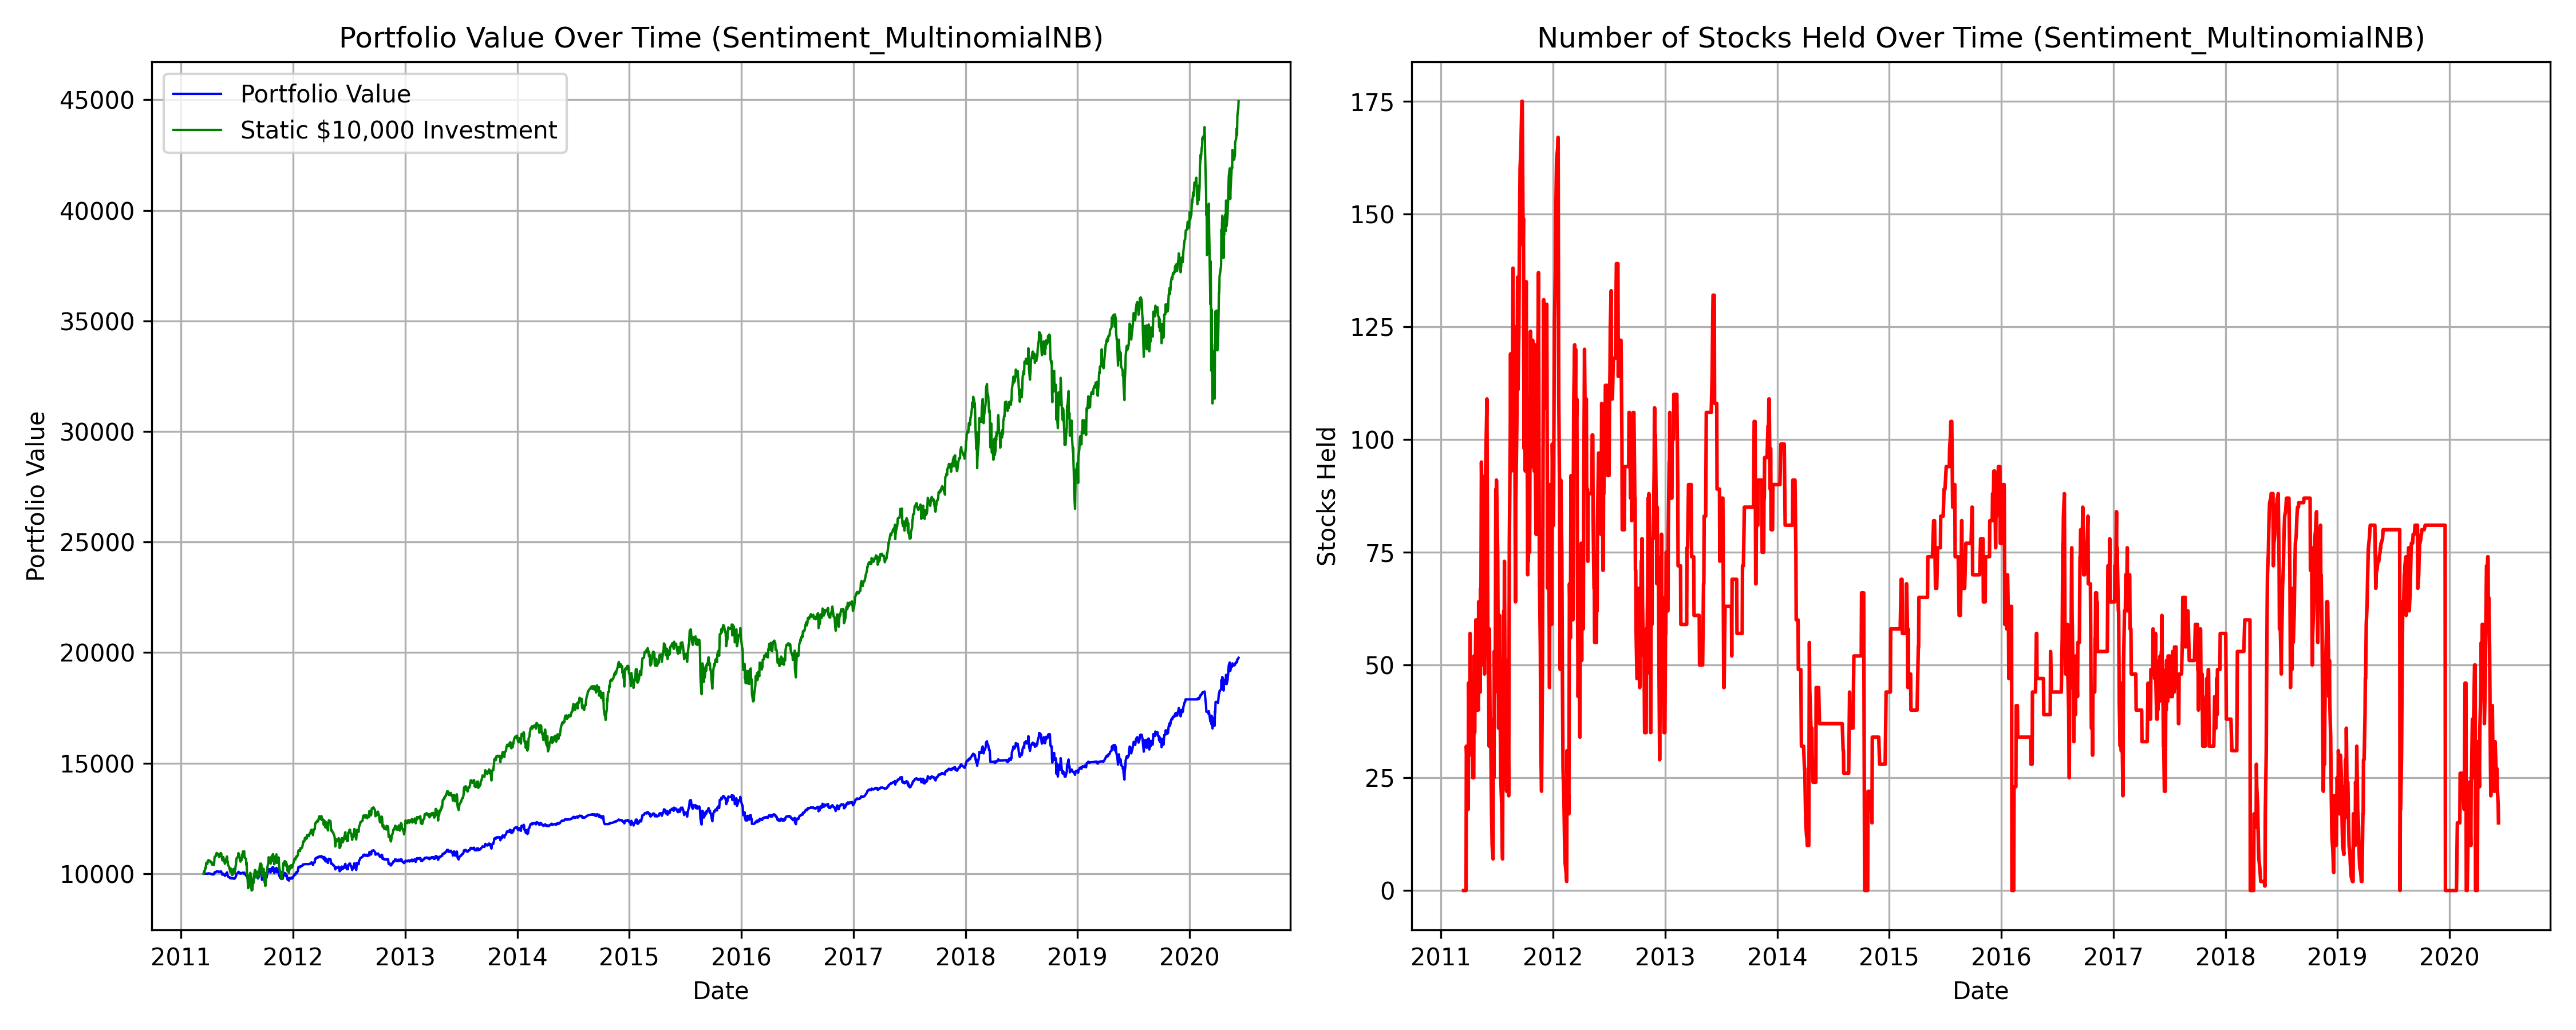 Portfolio Value Over Time (Sentiment_MultinomialNB)
Portfolio Value
Static $10,000 Investment
45000
40000
35000
30000
25000
20000
15000
10000
Portfolio Value
2011 2012 2013 2014 2015 2016 2017 2018 2019 2020
Date
Number of Stocks Held Over Time (Sentiment_MultinomialNB)
175
150
125
100
75
50
25
0
Stocks Held
2011 2012 2013 2014 2015 2016 2017 2018 2019 2020
Date